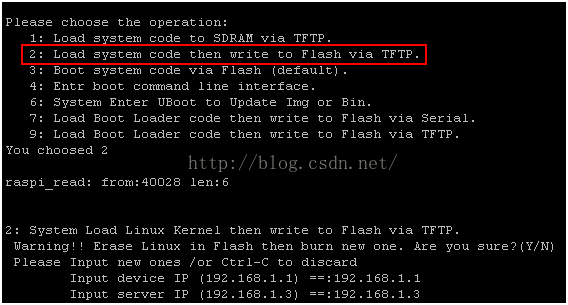 Please choose the operation:
1: Load system code to SDRAM via TFTP.
2: Load system code then write to Flash via TFTP.
3: Boot system code via Flash (default).
4: Entr boot command line interface.
6: System Enter UBoot to Update Img or Bin.
7: Load Boot Loader code then write to Flash via Serial.
9: Load Boot Loader code then write to Flash via TFTP.
You choosed 2
http://blog.csdn.net/
raspi_read: from:40028 len:6
2: System Load Linux Kernel then write to Flash via TFTP.
Warning!! Erase Linux in Flash then burn new one. Are you sure?(Y/N)
Please Input new ones /or Ctrl-C to discard
Input device IP (192.168.1.1) ==:192.168.1.1
Input server IP (192.168.1.3) ==:192.168.1.3